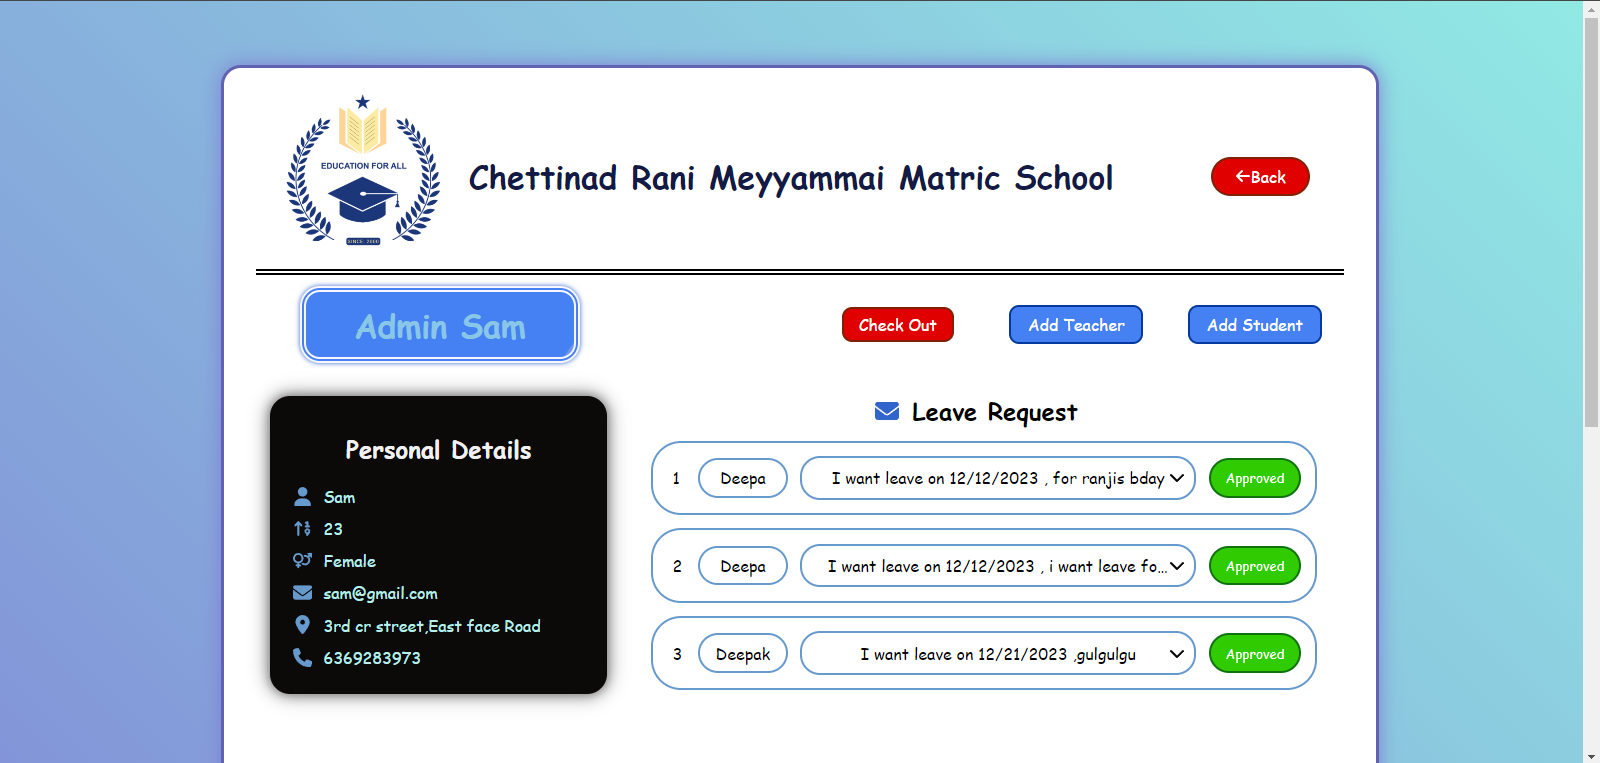 EDUCATION FOR ALL
SINCE 2000
Chettinad Rani Meyyammai Matric School
Back
Admin Sam
Check Out
Add Teacher
Add Student
Personal Details
Sam
23
Female
sam@gmail.com
3rd cr street,East face Road
6369283973
Leave Request
1 Deepa I want leave on 12/12/2023 , for ranjis bday Approved
2 Deepa I want leave on 12/12/2023 , i want leave fo... Approved
3 Deepak I want leave on 12/21/2023 ,gulgulgu Approved